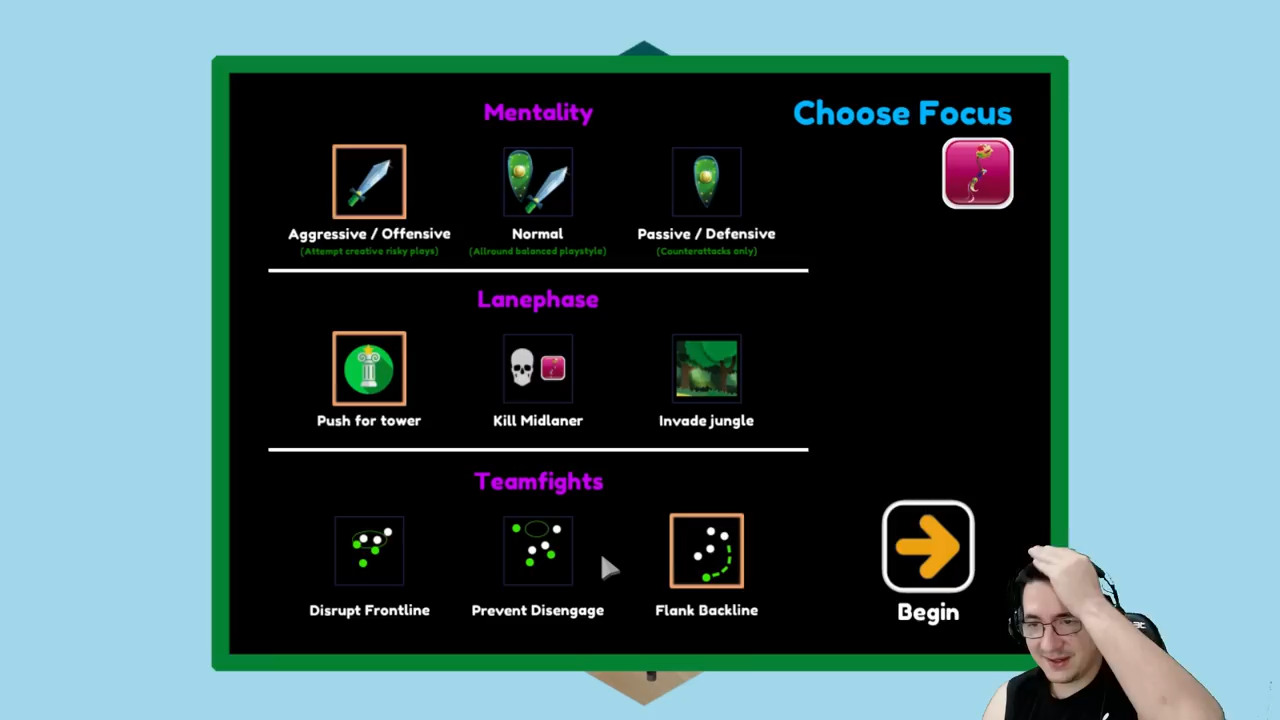 Mentality
Choose Focus
Aggressive / Offensive
(Attempt creative risky plays)
Normal
(Allround balanced playstyle)
Passive / Defensive
(Counterattacks only)
Lanephase
Push for tower
Kill Midlaner
Invade jungle
Teamfights
Disrupt Frontline
Prevent Disengage
Flank Backline
Begin